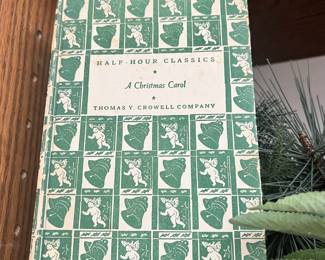 HALF-HOUR CLASSICS
A Christmas Carol
THOMAS Y. CROWELL COMPANY